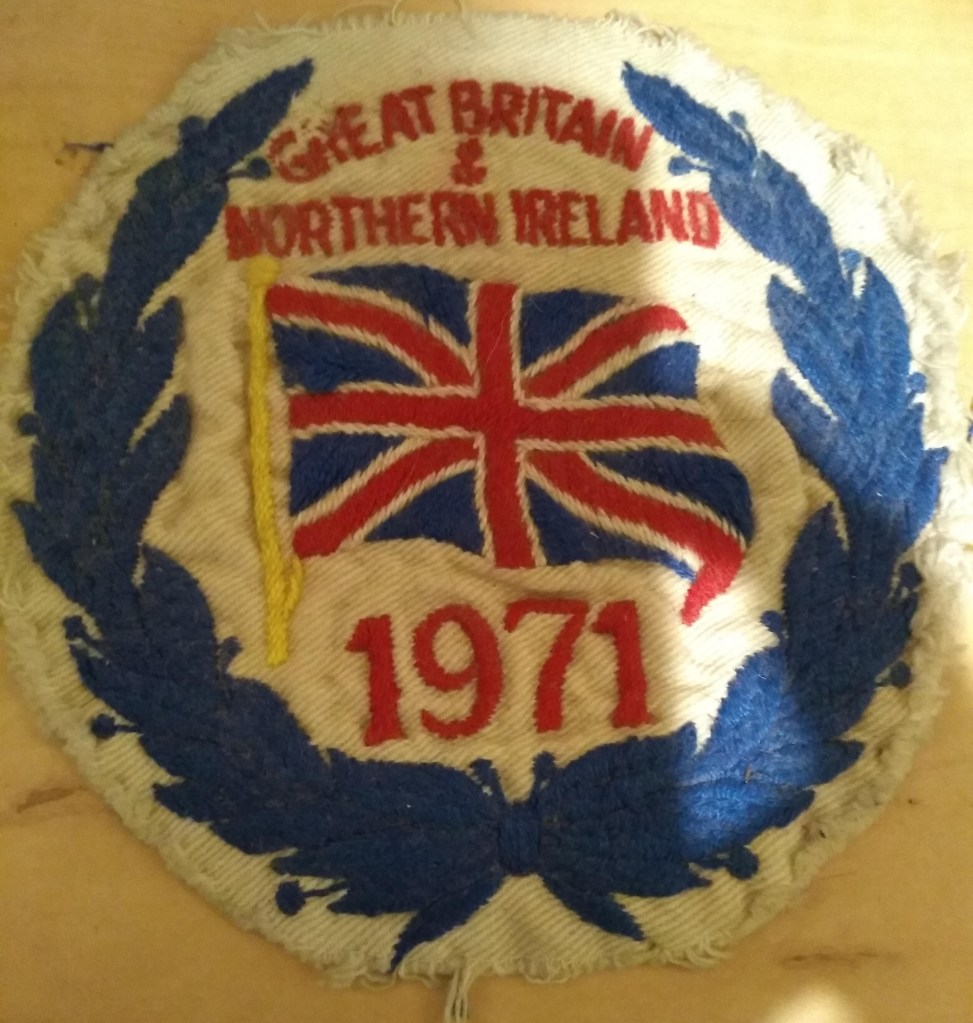 GREAT BRITAIN
&
NORTHERN IRELAND
1971